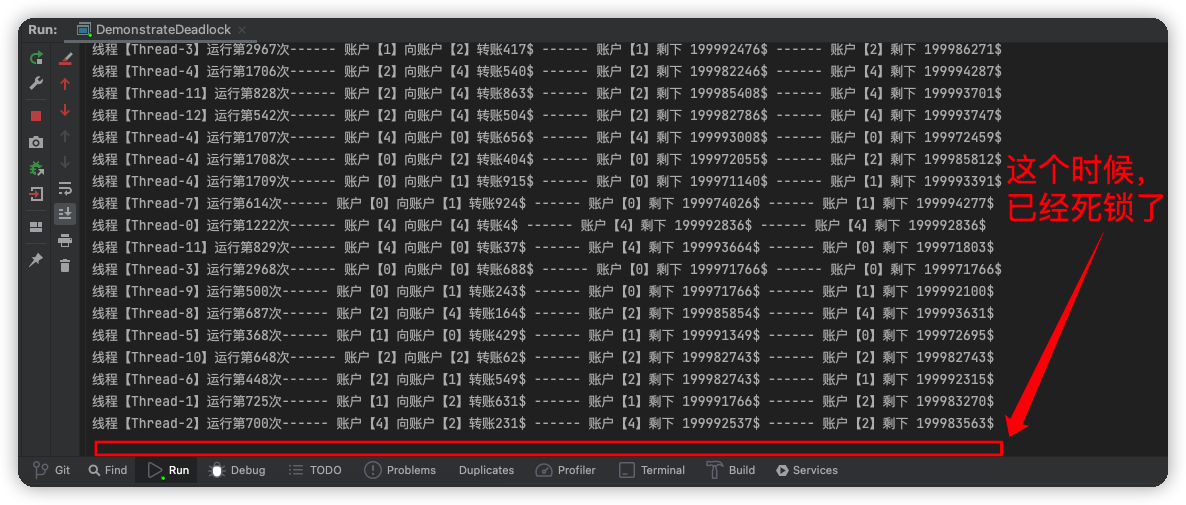 Run: DemonstrateDeadlock
线程【Thread-3】运行第2967次------ 账户【1】向账户【2】转账417$ ------ 账户【1】剩下 199992476$ ------ 账户【2】剩下 199986271$
线程【Thread-4】运行第1706次------ 账户【2】向账户【4】转账540$ ------ 账户【2】剩下 199982246$ ------ 账户【4】剩下 199994287$
线程【Thread-11】运行第828次------ 账户【2】向账户【4】转账863$ ------ 账户【2】剩下 199985408$ ------ 账户【4】剩下 199993701$
线程【Thread-12】运行第542次------ 账户【2】向账户【4】转账504$ ------ 账户【2】剩下 199982786$ ------ 账户【4】剩下 199993747$
线程【Thread-4】运行第1707次------ 账户【4】向账户【0】转账656$ ------ 账户【4】剩下 199993008$ ------ 账户【0】剩下 199972459$
线程【Thread-4】运行第1708次------ 账户【0】向账户【2】转账404$ ------ 账户【0】剩下 199972055$ ------ 账户【2】剩下 199985812$
线程【Thread-4】运行第1709次------ 账户【0】向账户【1】转账915$ ------ 账户【0】剩下 199971140$ ------ 账户【1】剩下 199993391$
线程【Thread-7】运行第614次------ 账户【0】向账户【1】转账924$ ------ 账户【0】剩下 199974026$ ------ 账户【1】剩下 199994277$
线程【Thread-0】运行第1222次------ 账户【4】向账户【4】转账4$ ------ 账户【4】剩下 199992836$ ------ 账户【4】剩下 199992836$
线程【Thread-11】运行第829次------ 账户【4】向账户【0】转账37$ ------ 账户【4】剩下 199993664$ ------ 账户【0】剩下 199971803$
线程【Thread-3】运行第2968次------ 账户【0】向账户【0】转账688$ ------ 账户【0】剩下 199971766$ ------ 账户【0】剩下 199971766$
线程【Thread-9】运行第500次------ 账户【0】向账户【1】转账243$ ------ 账户【0】剩下 199971766$ ------ 账户【1】剩下 199992100$
线程【Thread-8】运行第687次------ 账户【2】向账户【4】转账164$ ------ 账户【2】剩下 199985854$ ------ 账户【4】剩下 199993631$
线程【Thread-5】运行第368次------ 账户【1】向账户【0】转账429$ ------ 账户【1】剩下 199991349$ ------ 账户【0】剩下 199972695$
线程【Thread-10】运行第648次------ 账户【2】向账户【2】转账62$ ------ 账户【2】剩下 199982743$ ------ 账户【2】剩下 199982743$
线程【Thread-6】运行第448次------ 账户【2】向账户【1】转账549$ ------ 账户【2】剩下 199982743$ ------ 账户【1】剩下 199992315$
线程【Thread-1】运行第725次------ 账户【1】向账户【2】转账631$ ------ 账户【1】剩下 199991766$ ------ 账户【2】剩下 199983270$
线程【Thread-2】运行第700次------ 账户【4】向账户【2】转账231$ ------ 账户【4】剩下 199992537$ ------ 账户【2】剩下 199983563$
这个时候，
已经死锁了
Git Find Run Debug TODO Problems Duplicates Profiler Terminal Build Services